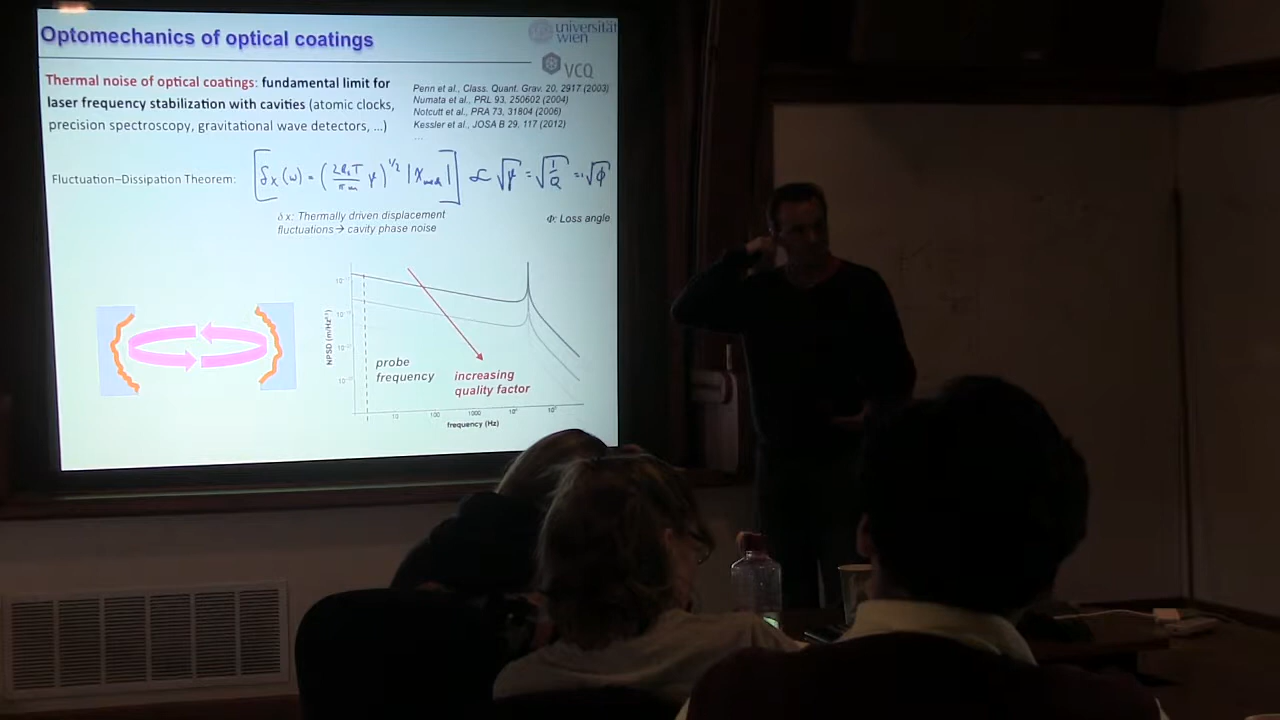 Optomechanics of optical coatings
universität
wien
VCQ
Thermal noise of optical coatings: fundamental limit for
laser frequency stabilization with cavities (atomic clocks,
precision spectroscopy, gravitational wave detectors, ...)
Penn et al., Class. Quant. Grav. 20, 2917 (2003)
Numata et al., PRL 93, 250602 (2004)
Notcutt et al., PRA 73, 31804 (2006)
Kessler et al., JOSA B 29, 117 (2012)
...
Fluctuation–Dissipation Theorem:
δx: Thermally driven displacement
fluctuations → cavity phase noise
Φ: Loss angle
probe
frequency
increasing
quality factor
10 100 1000
frequency (Hz)